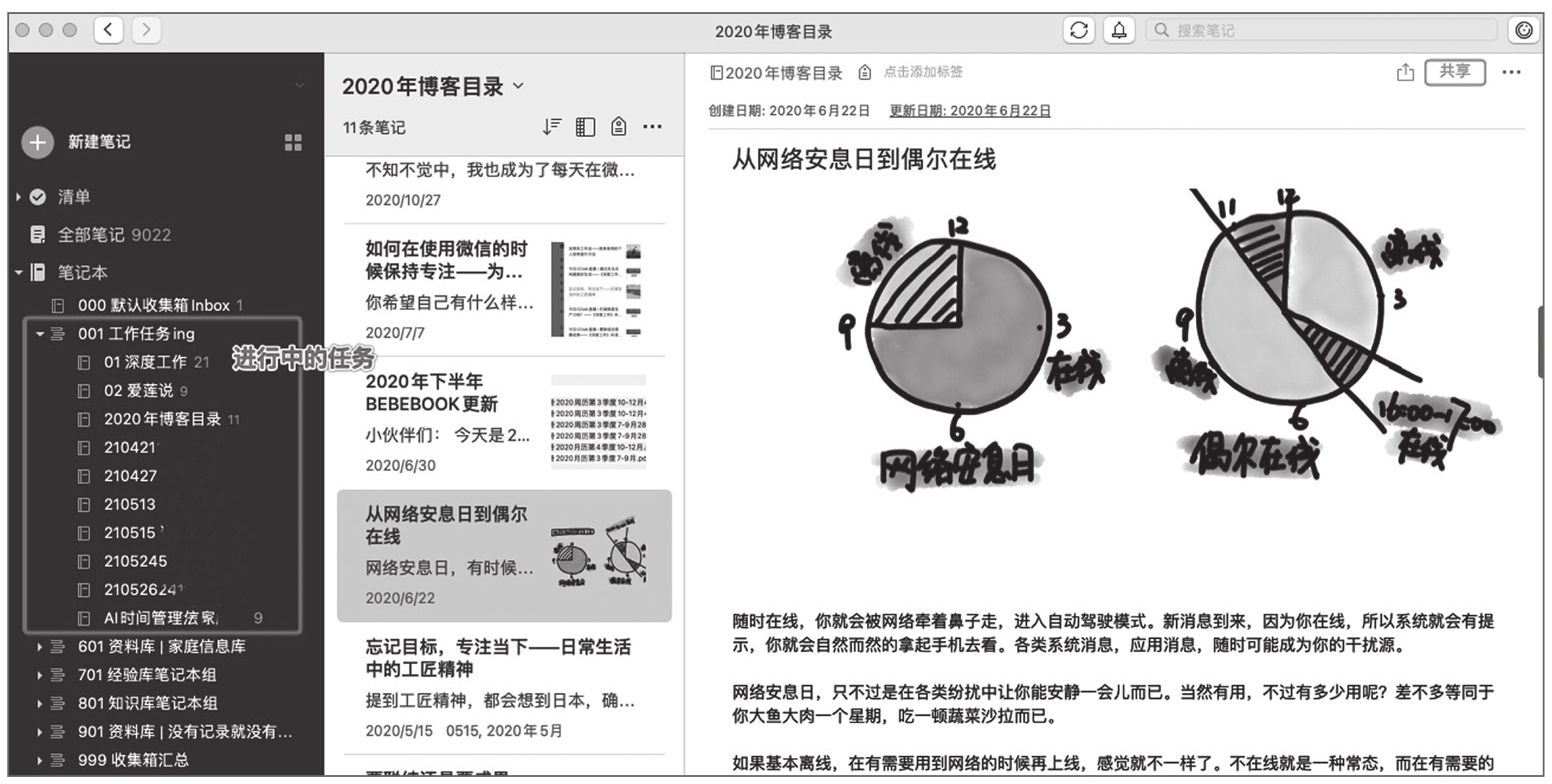 2020年博客目录
搜索笔记
新建笔记
清单
全部笔记 9022
笔记本
000 默认收集箱Inbox 1
001 工作任务ing
进行中的任务
01 深度工作 21
02 爱莲说 9
2020年博客目录 11
210421
210427
210513
210515
2105245
210526241
AI时间管理法家 9
601 资料库 | 家庭信息库
701 经验库笔记本组
801 知识库笔记本组
901 资料库 | 没有记录就没有...
999 收集箱汇总
2020年博客目录
11条笔记
不知不觉中，我也成为了每天在微...
2020/10/27
如何在使用微信的时
候保持专注——为...
你希望自己有什么样...
2020/7/7
2020年下半年
BEBEBOOK更新
小伙伴们： 今天是2...
2020/6/30
从网络安息日到偶尔
在线
网络安息日，有时候...
2020/6/22
忘记目标，专注当下——日常生活
中的工匠精神
提到工匠精神，都会想到日本，确...
2020/5/15 0515, 2020年5月
2020年博客目录 点击添加标签
共享
创建日期: 2020年6月22日 更新日期: 2020年6月22日
从网络安息日到偶尔在线
离线
12
9
3
在线
6
网络安息日
11
12
离线
9
3
离线
6
16:00-17:00
在线
偶尔在线
随时在线，你就会被网络牵着鼻子走，进入自动驾驶模式。新消息到来，因为你在线，所以系统就会有提
示，你就会自然而然的拿起手机去看。各类系统消息，应用消息，随时可能成为你的干扰源。
网络安息日，只不过是在各类纷扰中让你能安静一会儿而已。当然有用，不过有多少用呢？差不多等同于
你大鱼大肉一个星期，吃一顿蔬菜沙拉而已。
如果基本离线，在有需要用到网络的时候再上线，感觉就不一样了。不在线就是一种常态，而在有需要的